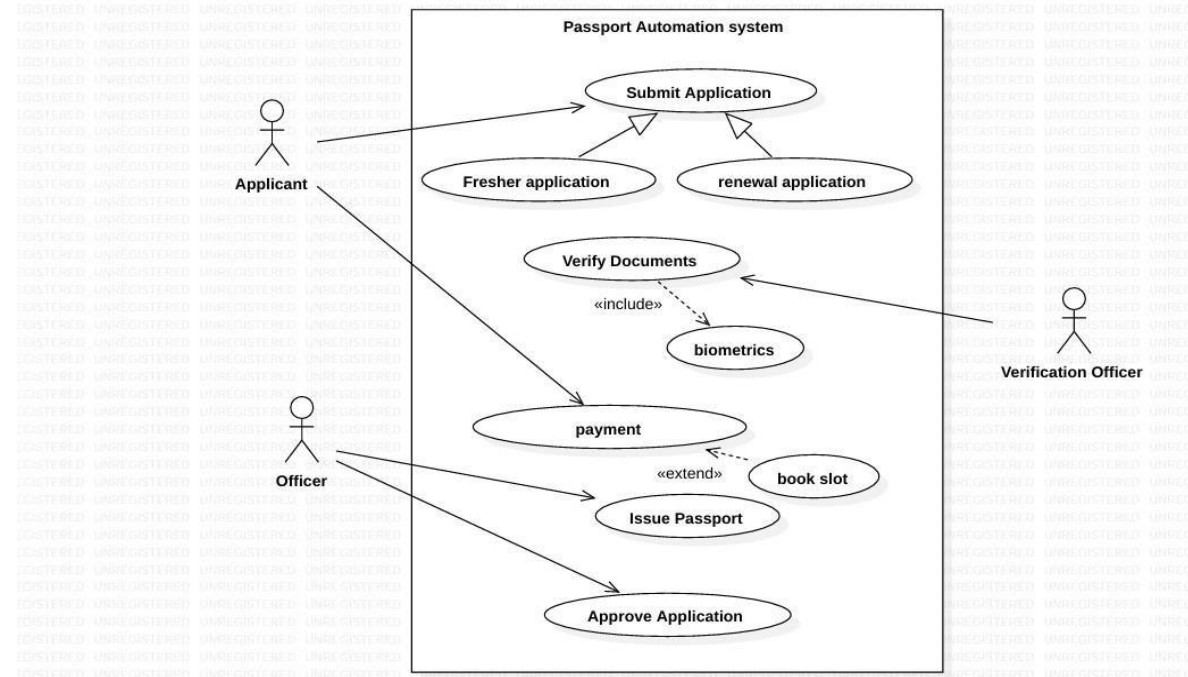 Passport Automation system
Submit Application
Applicant
Fresher application
renewal application
Verify Documents
«include»
biometrics
Verification Officer
payment
«extend»
book slot
Officer
Issue Passport
Approve Application
UNREGISTERED